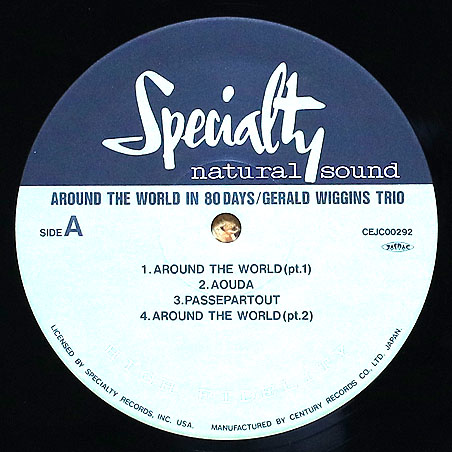 Specialty
natural sound
AROUND THE WORLD IN 80 DAYS/GERALD WIGGINS TRIO
SIDE A
CEJC00292
1.AROUND THE WORLD(pt.1)
2.AOUDA
3.PASSEPARTOUT
4.AROUND THE WORLD(pt.2)
LICENSED BY SPECIALTY RECORDS, INC. USA. MANUFACTURED BY CENTURY RECORDS CO. LTD. JAPAN.